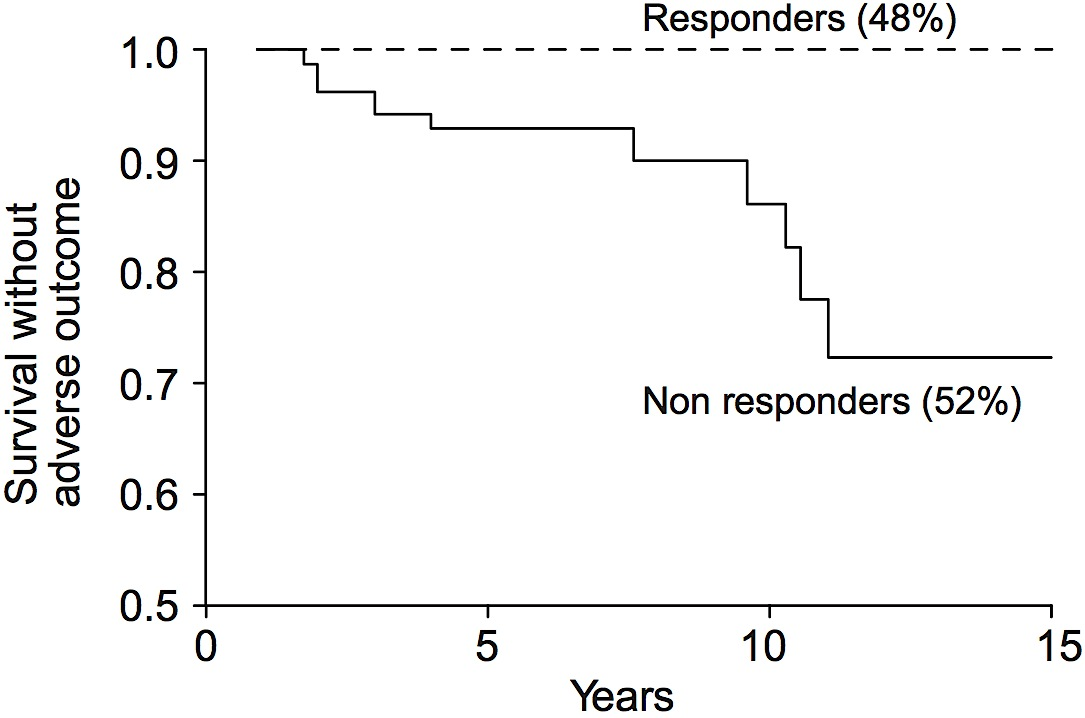 Responders (48%)
1.0
0.9
0.8
0.7
0.6
0.5
Survival without
adverse outcome
Non responders (52%)
0
5
10
15
Years